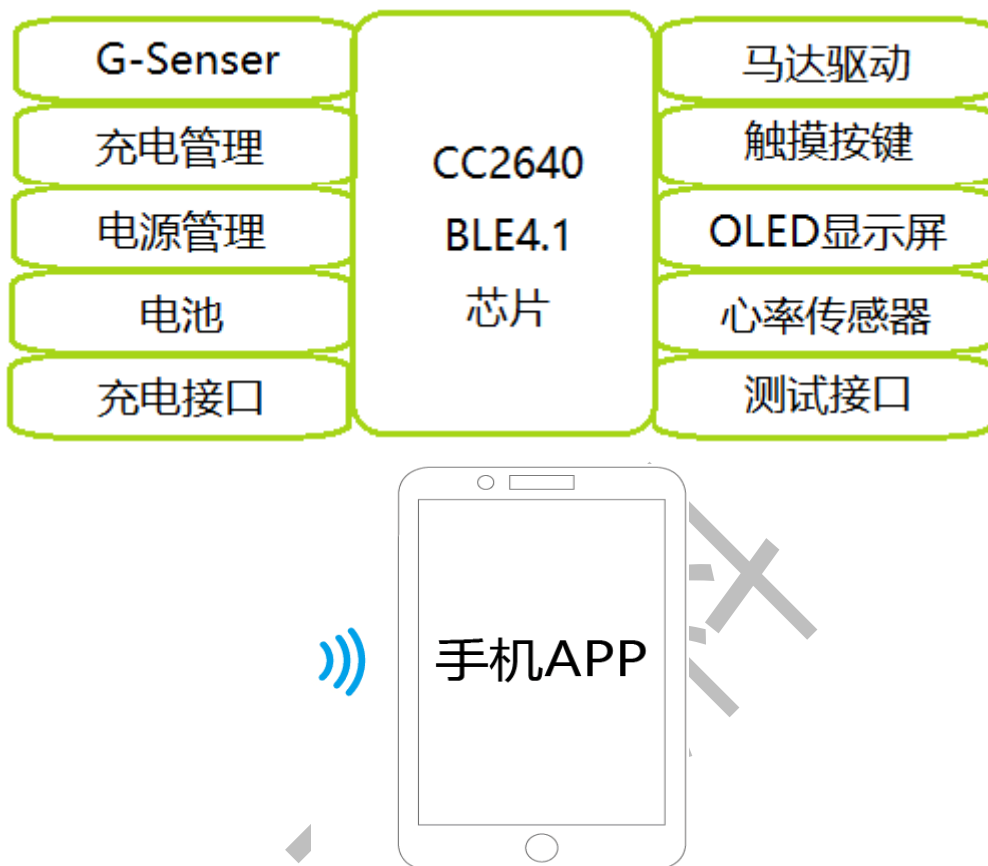 G-Senser
充电管理
电源管理
电池
充电接口
CC2640
BLE4.1
芯片
马达驱动
触摸按键
OLED显示屏
心率传感器
测试接口
手机APP